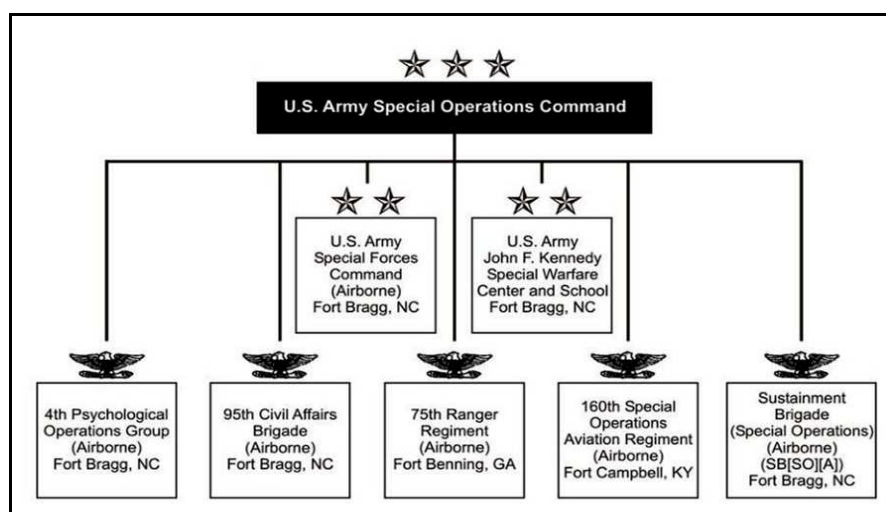 U.S. Army Special Operations Command
U.S. Army
Special Forces
Command
(Airborne)
Fort Bragg, NC
U.S. Army
John F. Kennedy
Special Warfare
Center and School
Fort Bragg, NC
4th Psychological
Operations Group
(Airborne)
Fort Bragg, NC
95th Civil Affairs
Brigade
(Airborne)
Fort Bragg, NC
75th Ranger
Regiment
(Airborne)
Fort Benning, GA
160th Special
Operations
Aviation Regiment
(Airborne)
Fort Campbell, KY
Sustainment
Brigade
(Special Operations)
(Airborne)
(SB[SO][A])
Fort Bragg, NC